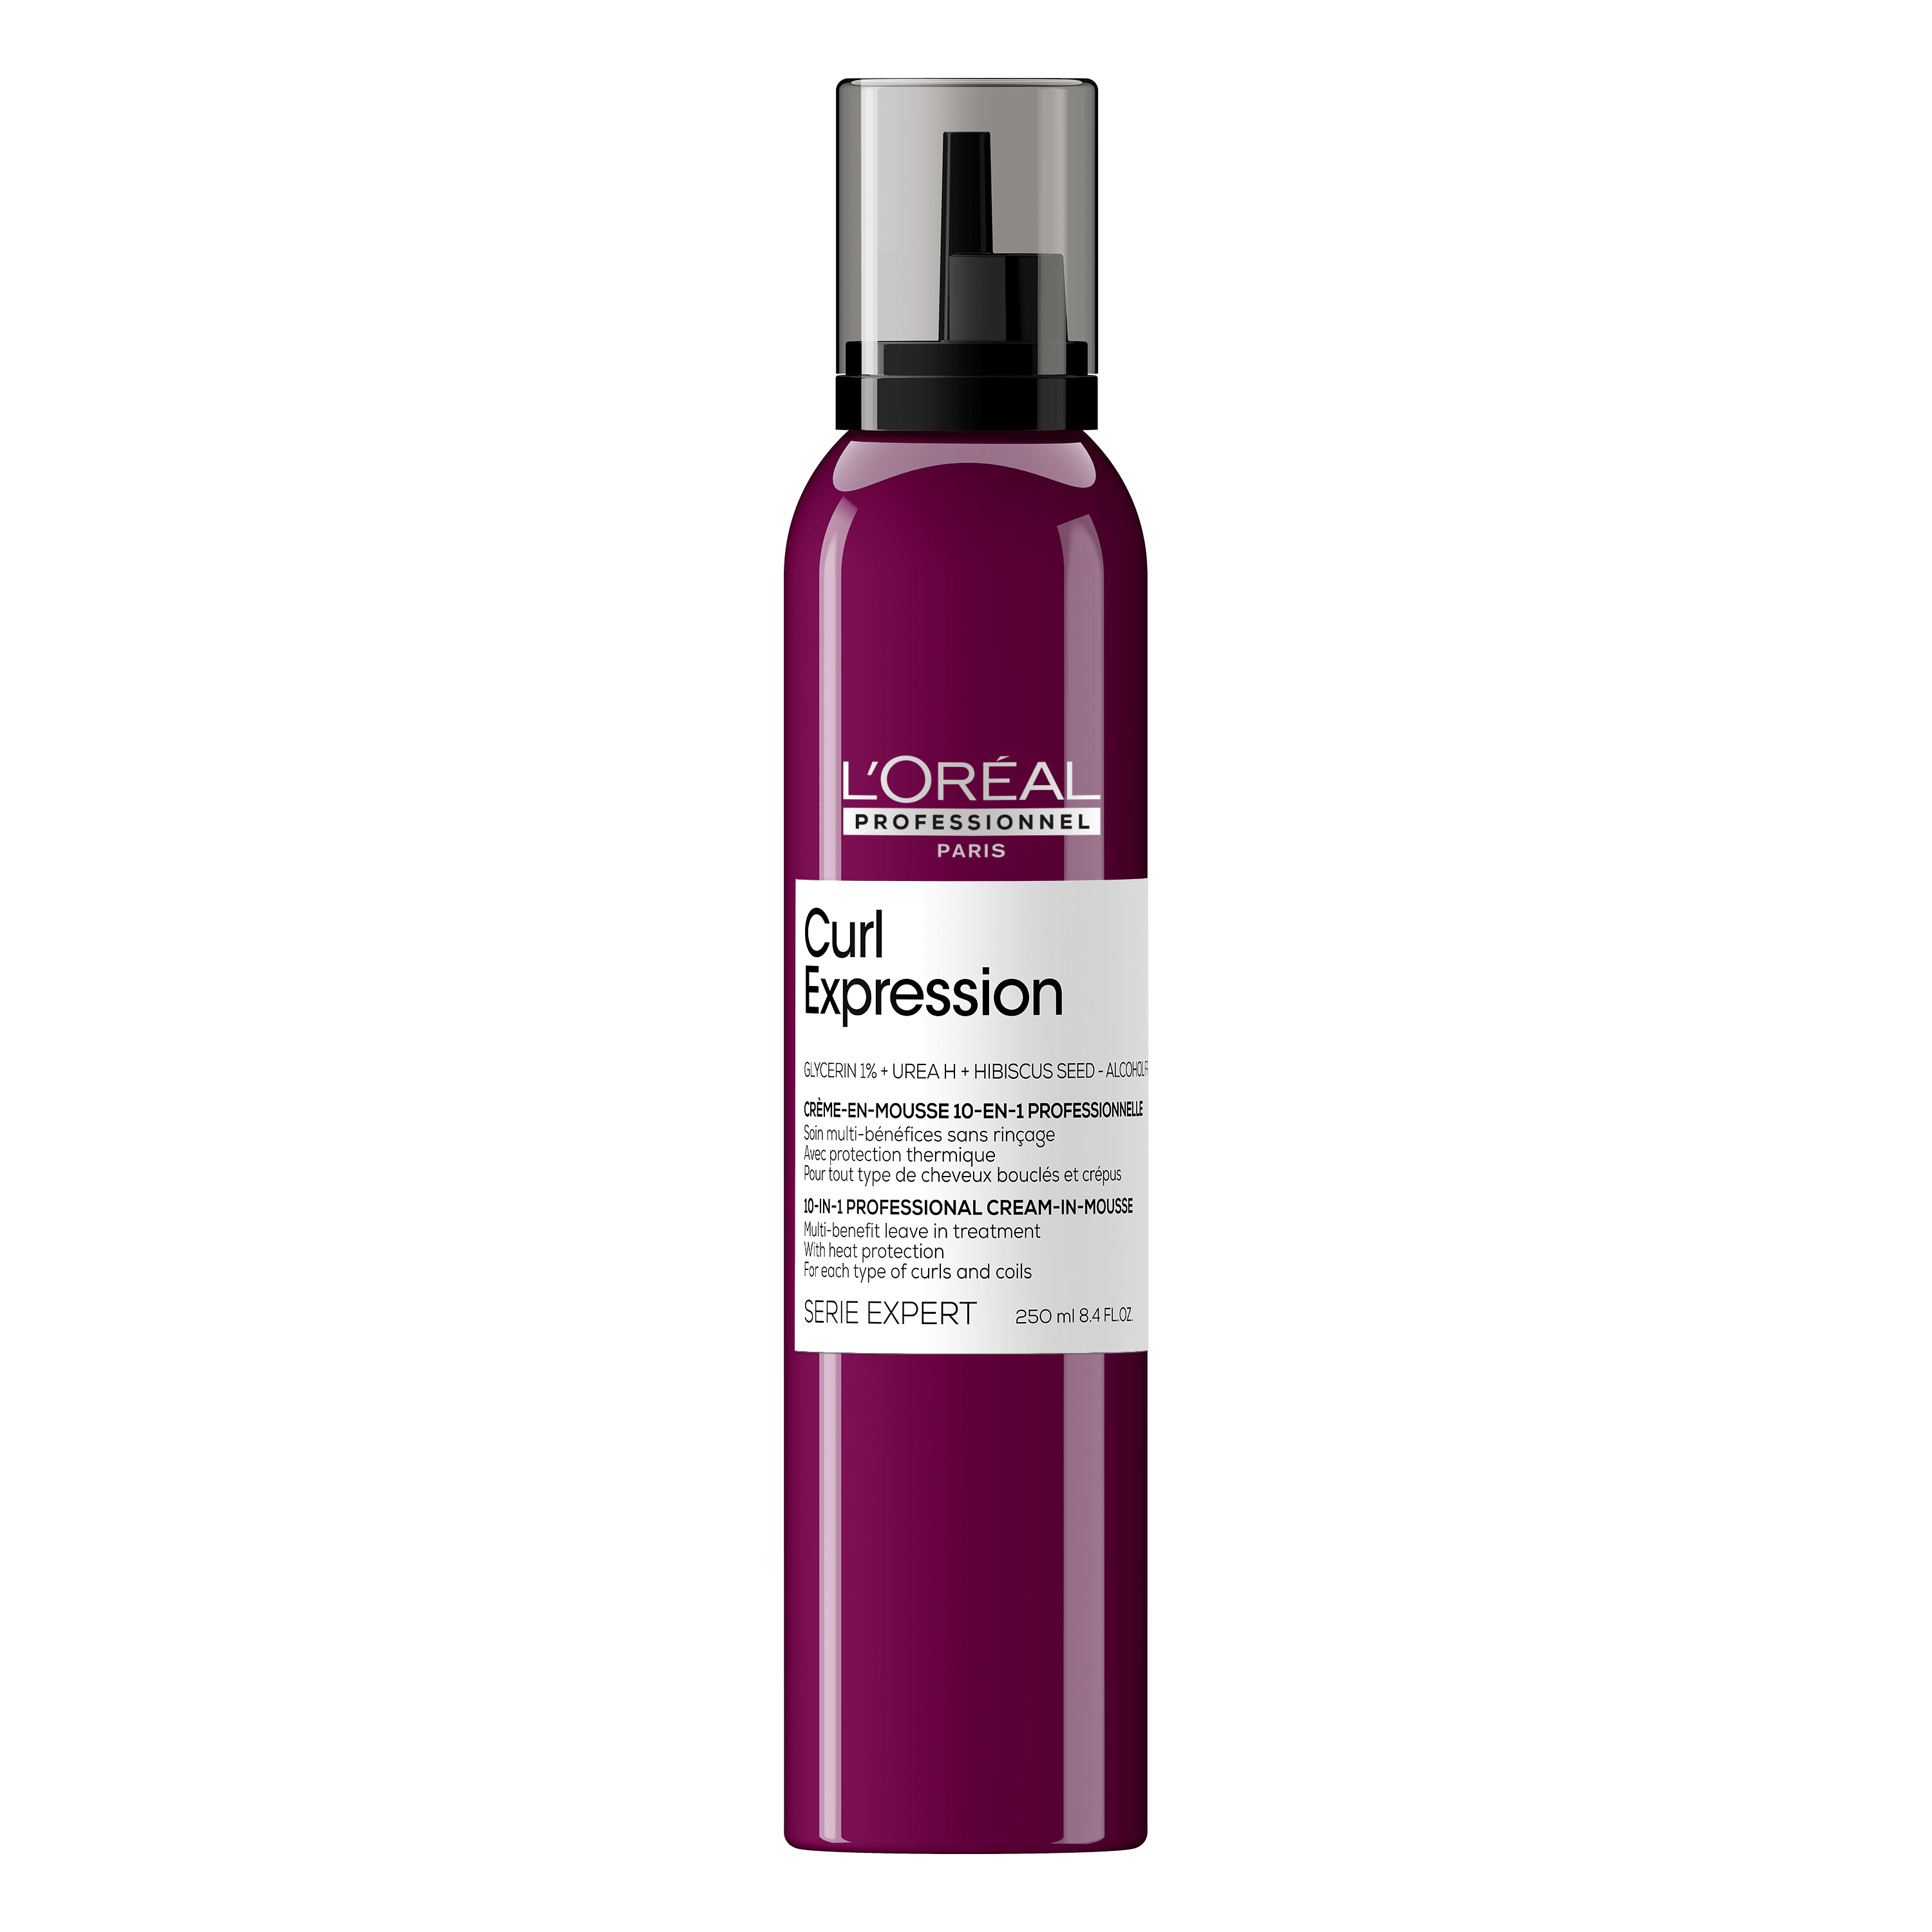 L'ORÉAL
PROFESSIONNEL
PARIS
Curl
Expression
GLYCERIN 1% + UREA H + HIBISCUS SEED - ALCOHOL
CRÈME-EN-MOUSSE 10-EN-1 PROFESSIONNELLE
Soin multi-bénéfices sans rinçage
Avec protection thermique
Pour tout type de cheveux bouclés et crépus
10-IN-1 PROFESSIONAL CREAM-IN-MOUSSE
Multi-benefit leave in treatment
With heat protection
For each type of curls and coils
SERIE EXPERT 250 ml 8.4 FL.OZ.